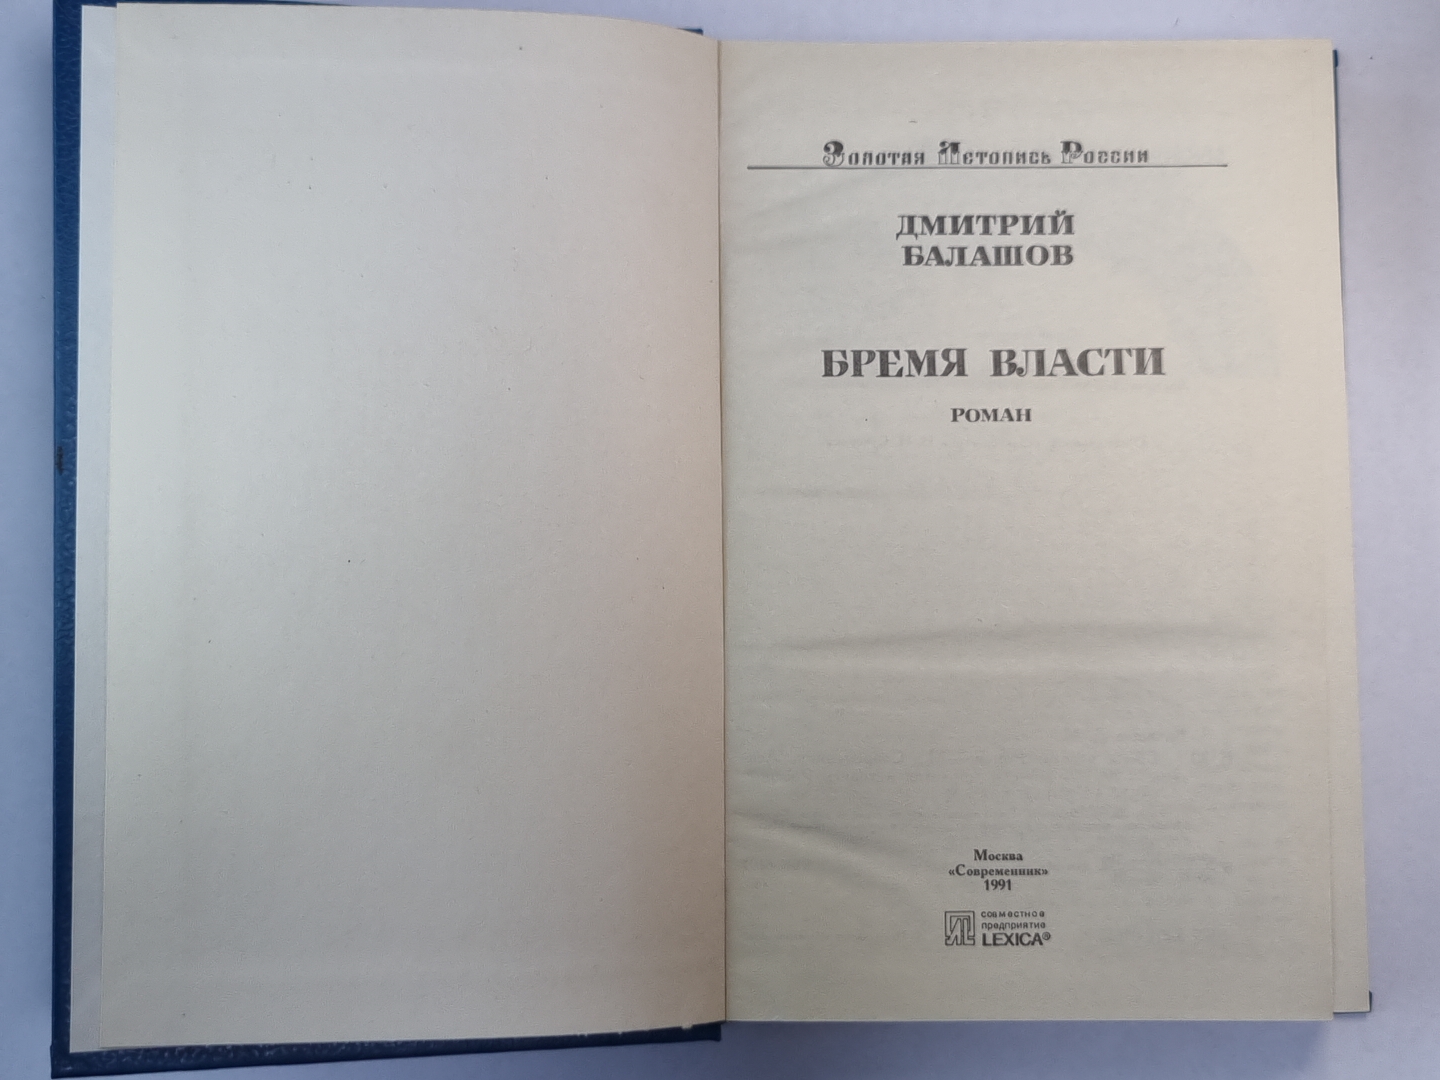 Золотая Летопись России
ДМИТРИЙ
БАЛАШОВ
БРЕМЯ ВЛАСТИ
РОМАН
Москва
«Современник»
1991
совместное
предприятие
LEXICA®